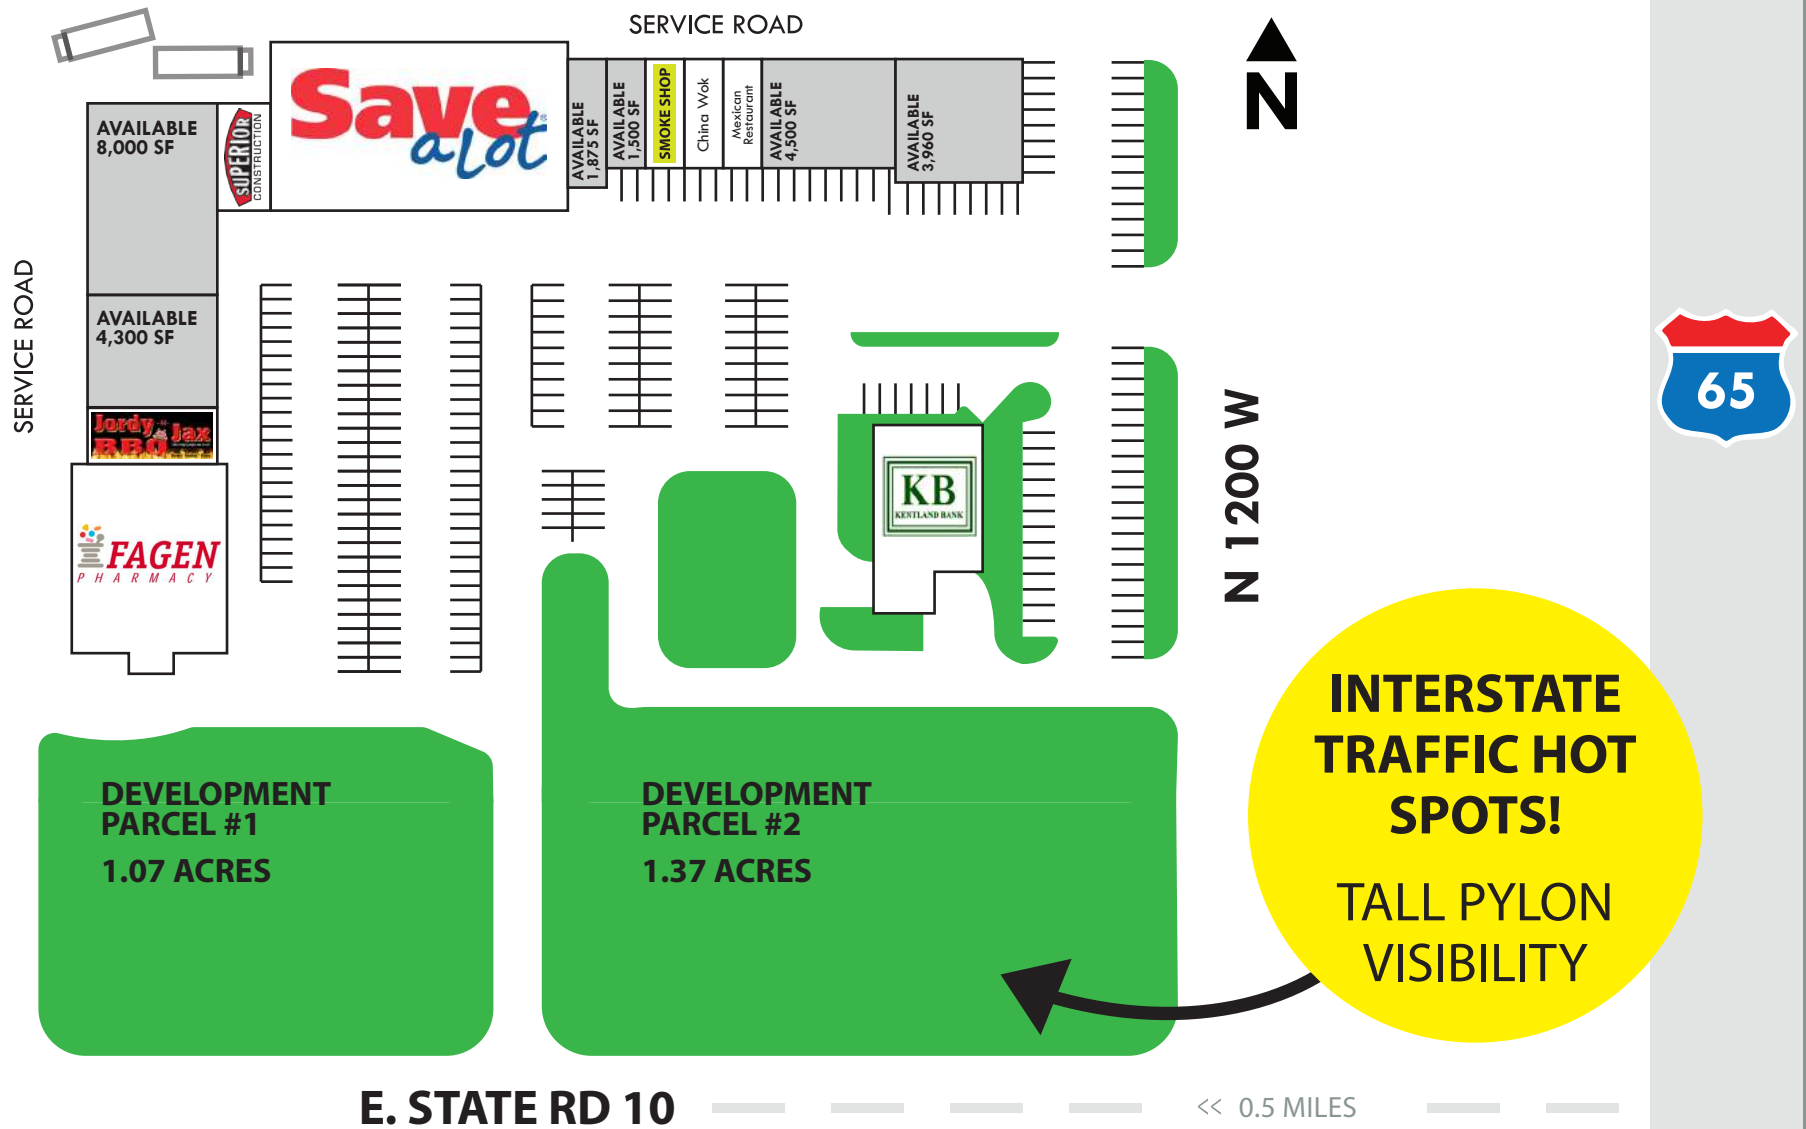 SERVICE ROAD
N
AVAILABLE
8,000 SF
SUPERIOR
CONSTRUCTION
Save
a Lot
®
AVAILABLE
1,875 SF
AVAILABLE
1,500 SF
SMOKE SHOP
China Wok
Mexican
Restaurant
AVAILABLE
4,500 SF
AVAILABLE
3,960 SF
SERVICE ROAD
AVAILABLE
4,300 SF
Jordy Jax
BBQ
FAGEN
PHARMACY
KB
KENTLAND BANK
N 1200 W
65
INTERSTATE
TRAFFIC HOT
SPOTS!
TALL PYLON
VISIBILITY
DEVELOPMENT
PARCEL #1
1.07 ACRES
DEVELOPMENT
PARCEL #2
1.37 ACRES
E. STATE RD 10
<< 0.5 MILES